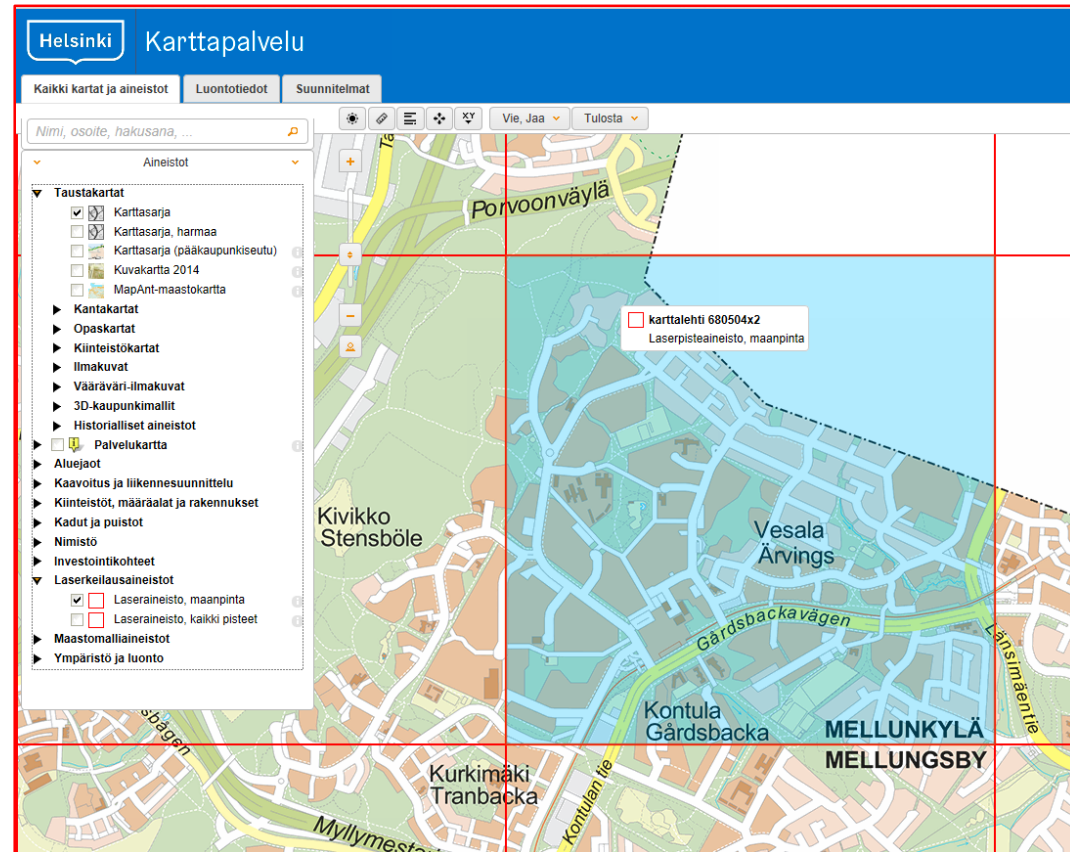 Helsinki
Karttapalvelu
Kaikki kartat ja aineistot
Luontotiedot
Suunnitelmat
Nimi, osoite, hakusana, ...
XY
Vie, Jaa
Tulosta
Aineistot
Taustakartat
Karttasarja
Karttasarja, harmaa
Karttasarja (pääkaupunkiseutu)
Kuvakartta 2014
MapAnt-maastokartta
Kantakartat
Opaskartat
Kiinteistökartat
Ilmakuvat
Vääräväri-ilmakuvat
3D-kaupunkimallit
Historialliset aineistot
Palvelukartta
Aluejaot
Kaavoitus ja liikennesuunnittelu
Kiinteistöt, määräalat ja rakennukset
Kadut ja puistot
Nimistö
Investointikohteet
Laserkeilausaineistot
Laseraineisto, maanpinta
Laseraineisto, kaikki pisteet
Maastomalliaineistot
Ympäristö ja luonto
Porvoonväylä
karttalehti 680504x2
Laserpisteaineisto, maanpinta
Kivikko
Stensböle
Vesala
Ärvings
Gårdsbackavägen
Länsimäentie
Kontula
Gårdsbacka
MELLUNKYLÄ
MELLUNGSBY
Kurkimäki
Tranbacka
Kontulan tie